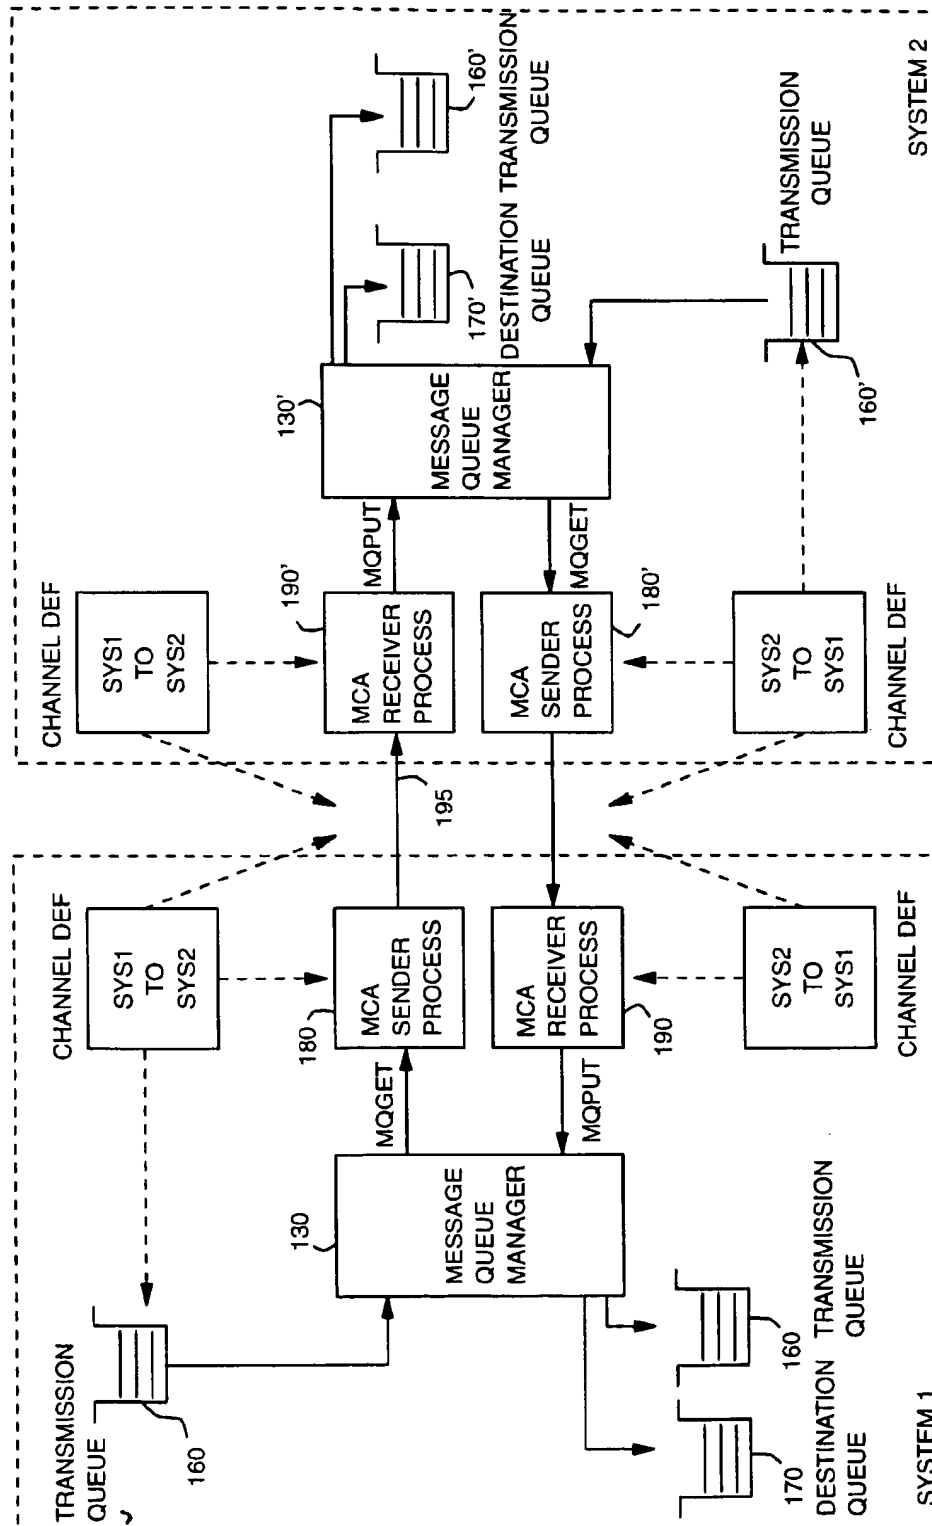 TRANSMISSION
QUEUE
160
CHANNEL DEF
SYS1
TO
SYS2
CHANNEL DEF
SYS1
TO
SYS2
130
MESSAGE
QUEUE
MANAGER
MQGET
180
MCA
SENDER
PROCESS
195
190'
MCA
RECEIVER
PROCESS
MQPUT
130'
MESSAGE
QUEUE
MANAGER
170'
DESTINATION
QUEUE
160'
TRANSMISSION
QUEUE
MQPUT
MCA
RECEIVER
PROCESS
190
MCA
SENDER
PROCESS
180'
MQGET
170
DESTINATION
QUEUE
160
TRANSMISSION
QUEUE
SYS2
TO
SYS1
CHANNEL DEF
SYS2
TO
SYS1
CHANNEL DEF
160'
TRANSMISSION
QUEUE
SYSTEM 1
SYSTEM 2